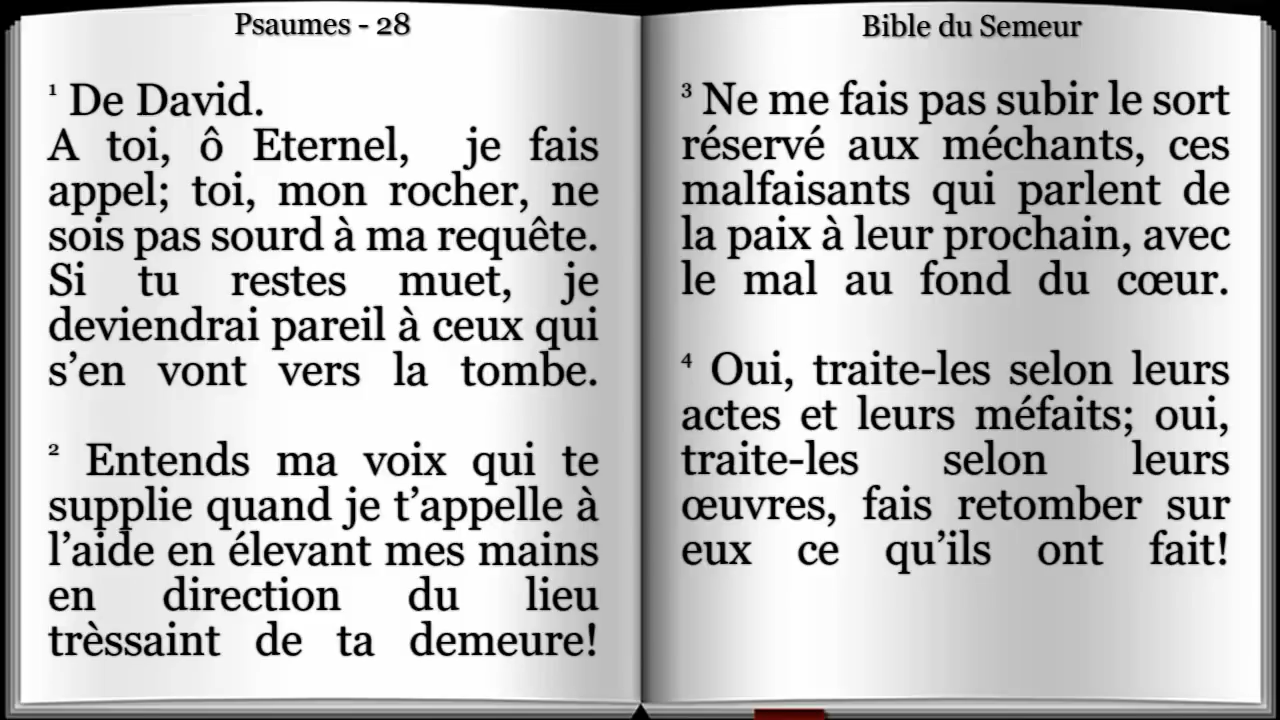 Psaumes - 28
¹ De David.
A toi, ô Eternel, je fais
appel; toi, mon rocher, ne
sois pas sourd à ma requête.
Si tu restes muet, je
deviendrai pareil à ceux qui
s’en vont vers la tombe.
² Entends ma voix qui te
supplie quand je t’appelle à
l’aide en élevant mes mains
en direction du lieu
trèssaint de ta demeure!
Bible du Semeur
³ Ne me fais pas subir le sort
réservé aux méchants, ces
malfaisants qui parlent de
la paix à leur prochain, avec
le mal au fond du cœur.
⁴ Oui, traite-les selon leurs
actes et leurs méfaits; oui,
traite-les selon leurs
œuvres, fais retomber sur
eux ce qu’ils ont fait!